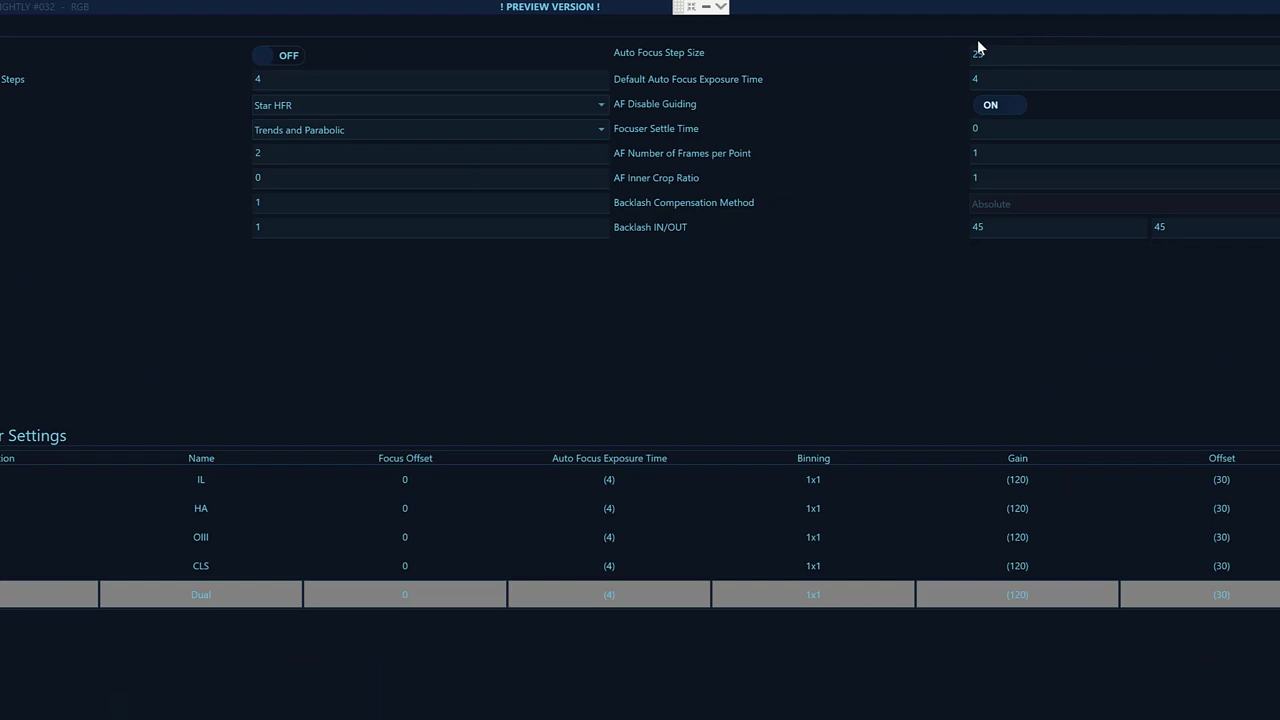 IGHTLY #032 - RGB
! PREVIEW VERSION !
OFF
Auto Focus Step Size
Steps
4
Default Auto Focus Exposure Time
4
Star HFR
AF Disable Guiding
ON
Trends and Parabolic
Focuser Settle Time
0
2
AF Number of Frames per Point
1
0
AF Inner Crop Ratio
1
1
Backlash Compensation Method
Absolute
1
Backlash IN/OUT
45
45
r Settings
ion Name Focus Offset Auto Focus Exposure Time Binning Gain Offset
IL 0 (4) 1x1 (120) (30)
HA 0 (4) 1x1 (120) (30)
OIII 0 (4) 1x1 (120) (30)
CLS 0 (4) 1x1 (120) (30)
Dual 0 (4) 1x1 (120) (30)